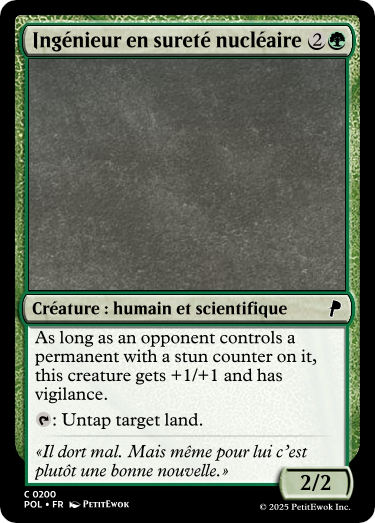 Ingénieur en sureté nucléaire 2
Créature : humain et scientifique
As long as an opponent controls a
permanent with a stun counter on it,
this creature gets +1/+1 and has
vigilance.
: Untap target land.
«Il dort mal. Mais même pour lui c'est
plutôt une bonne nouvelle.»
2/2
C 0200
POL • FR PetitEwok
© 2025 PetitEwok Inc.